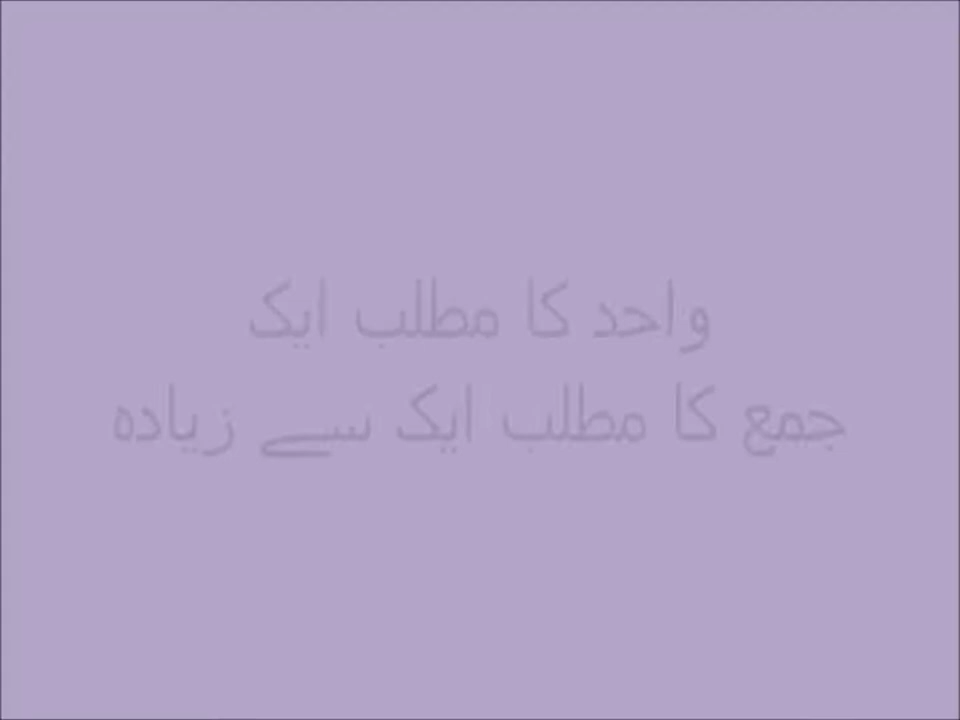 واحد کا مطلب ایک
جمع کا مطلب ایک سے زیادہ